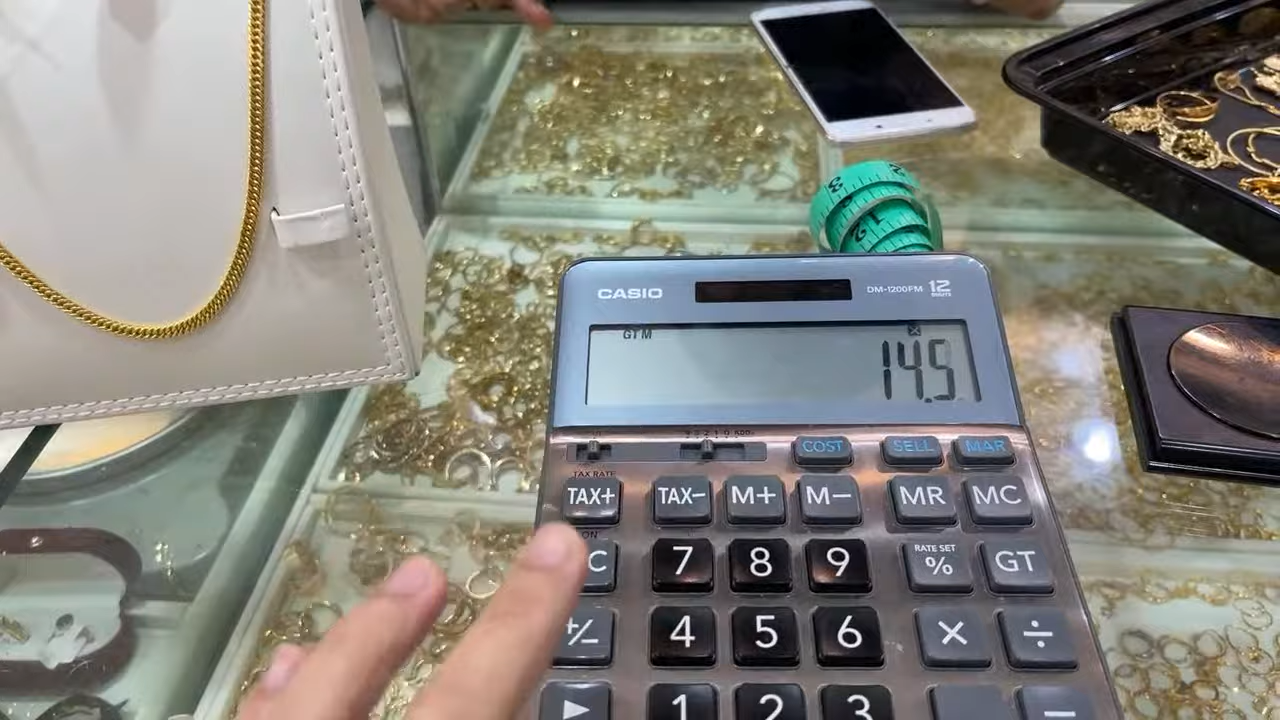 CASIO DM-1200FM 12
DIGITS
GT M ×
14.5
COST SELL MAR
TAX RATE
TAX+ TAX− M+ M− MR MC
ON
C 7 8 9 RATE SET % GT
+/− 4 5 6 × ÷
▶ 1 2 3 −